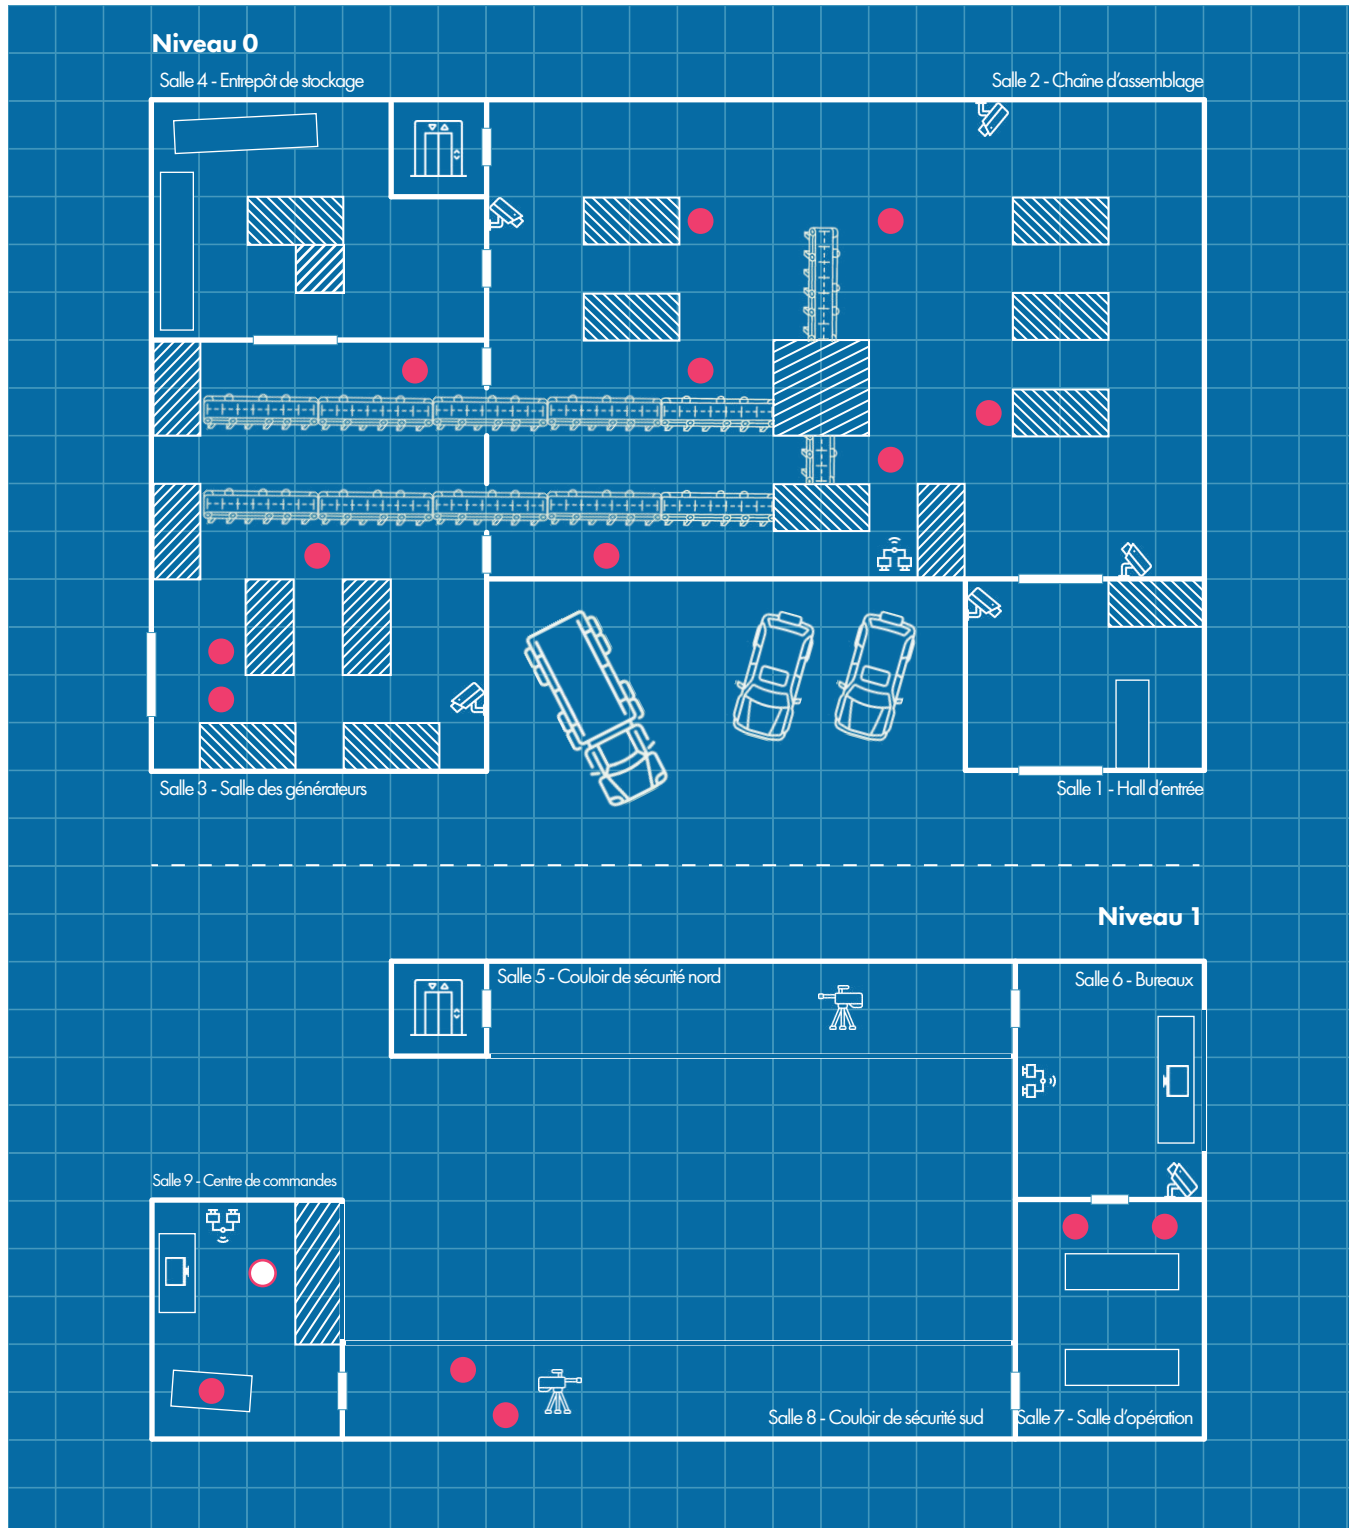 Niveau 0
Salle 4 - Entrepôt de stockage
Salle 2 - Chaîne d'assemblage
Salle 3 - Salle des générateurs
Salle 1 - Hall d'entrée
Niveau 1
Salle 5 - Couloir de sécurité nord
Salle 6 - Bureaux
Salle 9 - Centre de commandes
Salle 8 - Couloir de sécurité sud
Salle 7 - Salle d'opération